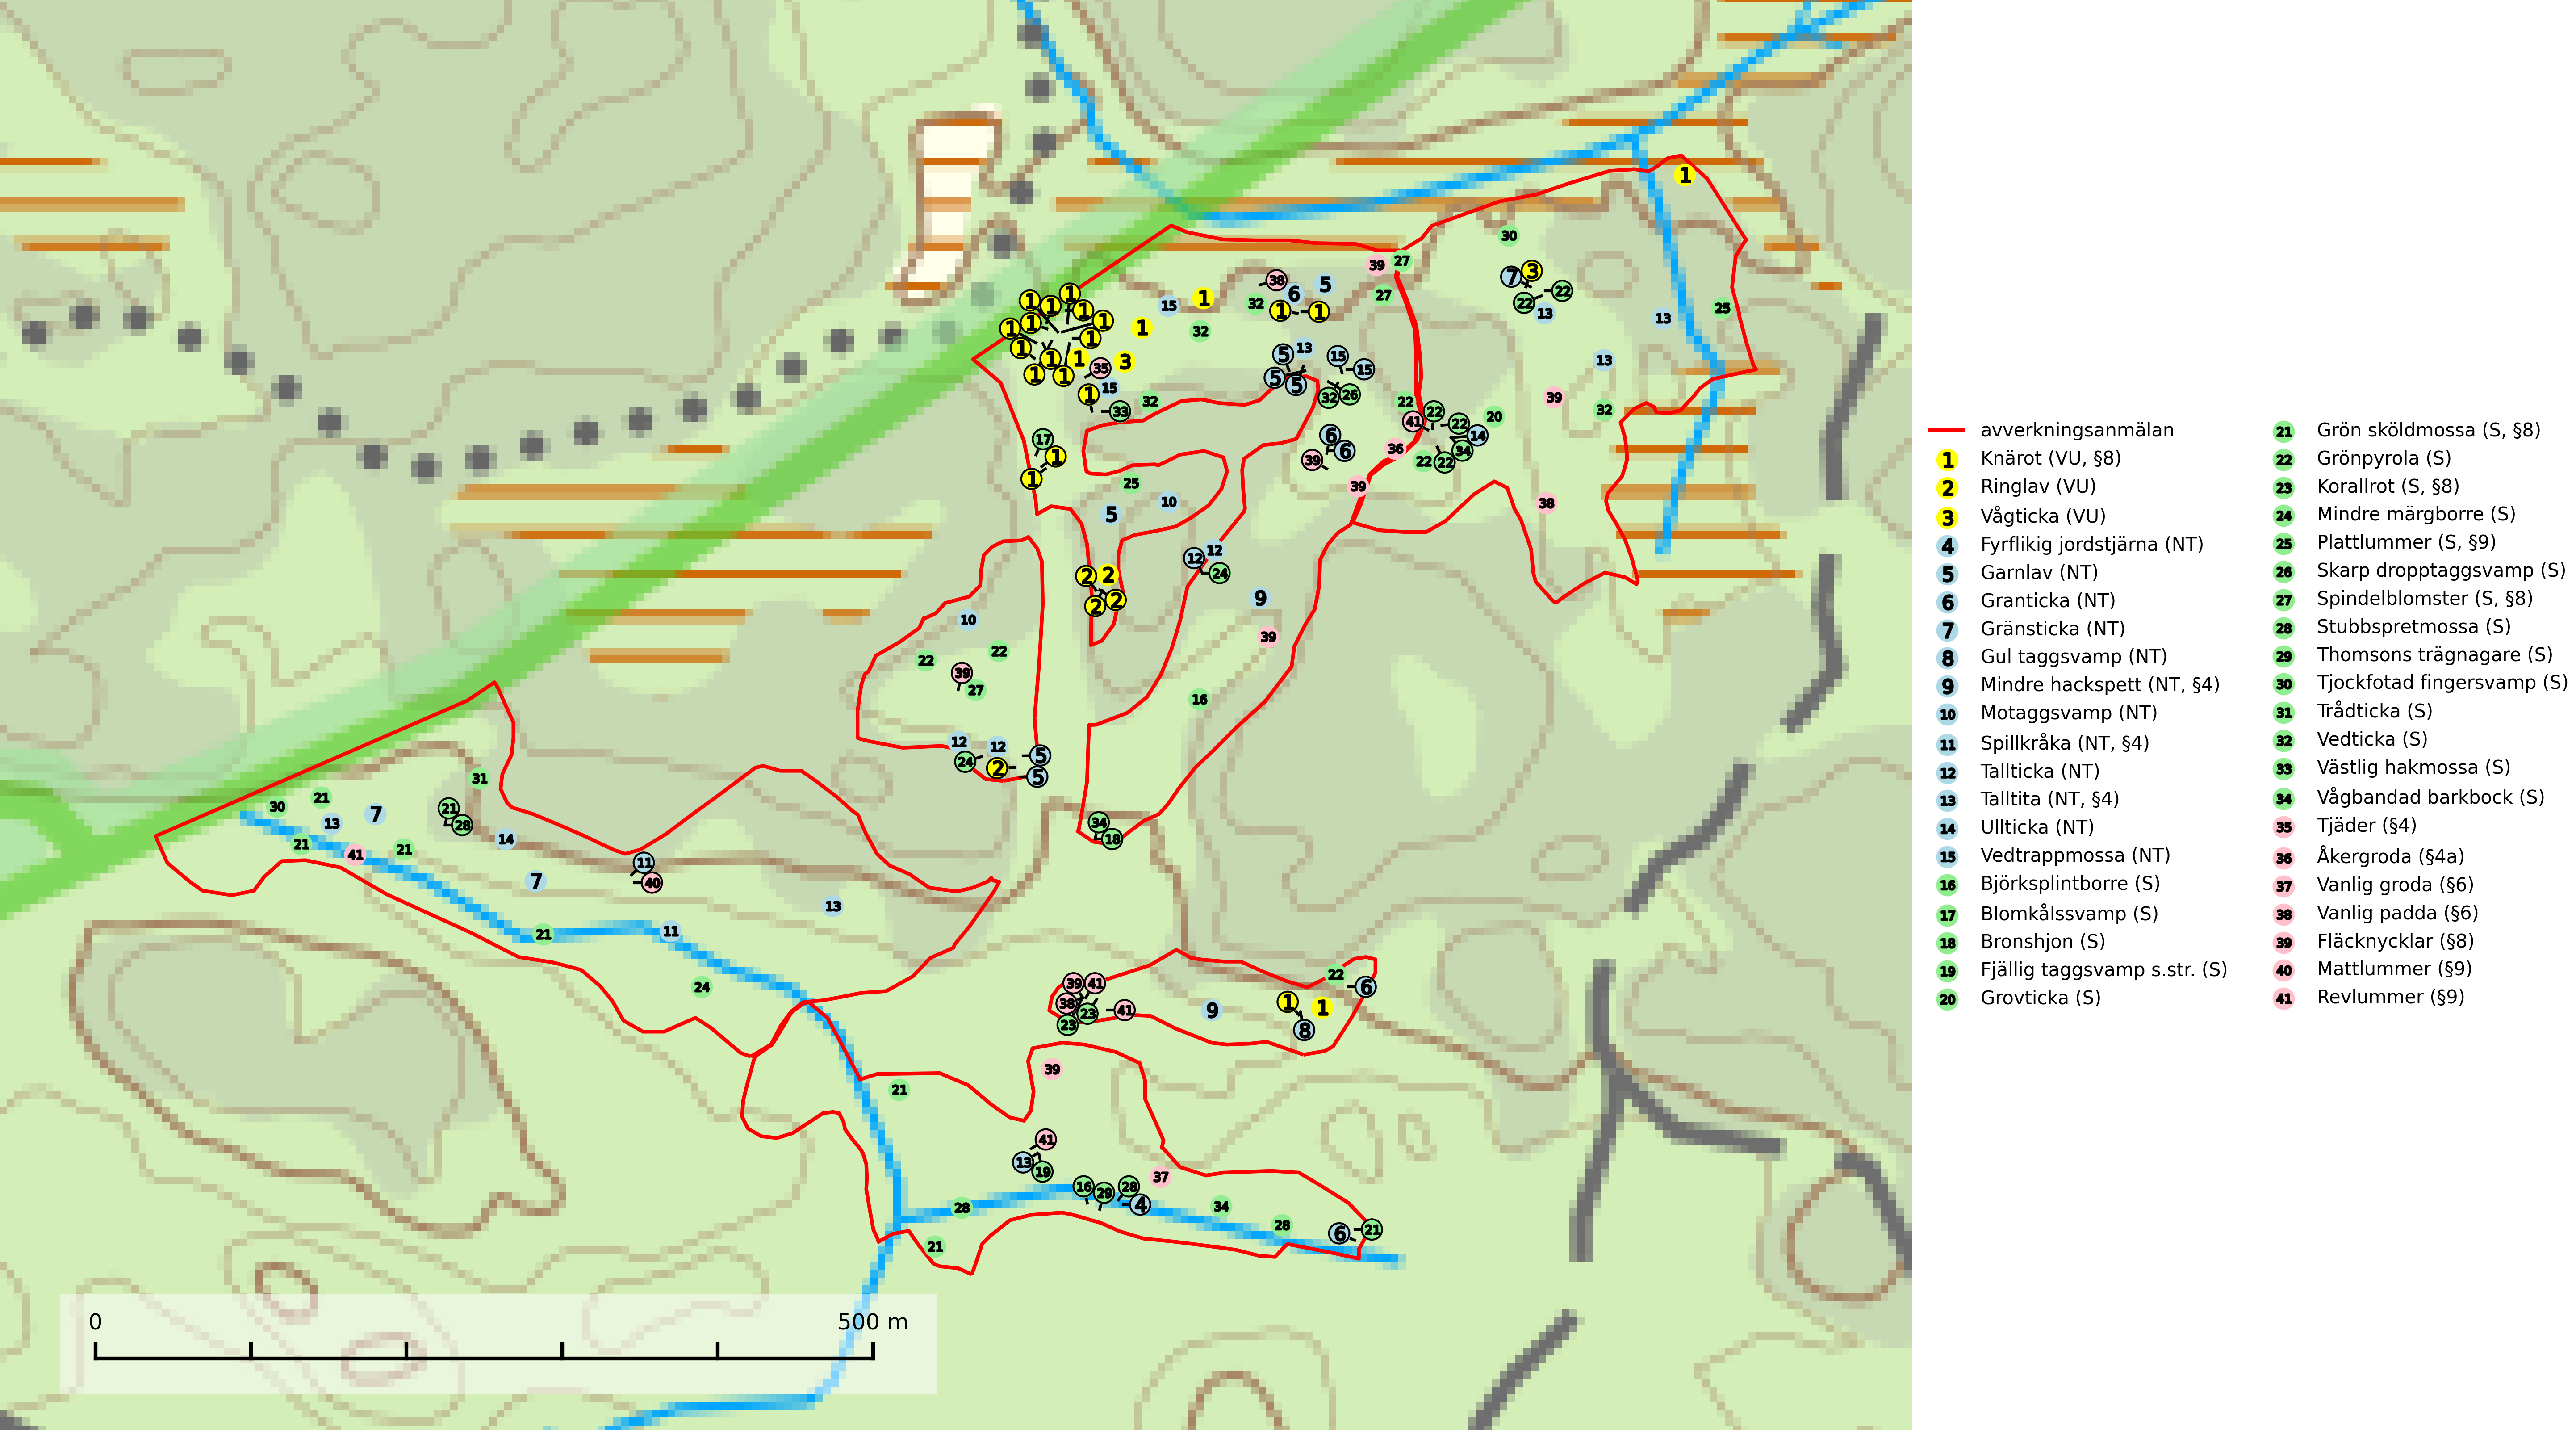 avverkningsanmälan
1 Knärot (VU, §8)
2 Ringlav (VU)
3 Vågticka (VU)
4 Fyrflikig jordstjärna (NT)
5 Garnlav (NT)
6 Granticka (NT)
7 Gränsticka (NT)
8 Gul taggsvamp (NT)
9 Mindre hackspett (NT, §4)
10 Motaggsvamp (NT)
11 Spillkråka (NT, §4)
12 Tallticka (NT)
13 Talltita (NT, §4)
14 Ullticka (NT)
15 Vedtrappmossa (NT)
16 Björksplintborre (S)
17 Blomkålssvamp (S)
18 Bronshjon (S)
19 Fjällig taggsvamp s.str. (S)
20 Grovticka (S)
21 Grön sköldmossa (S, §8)
22 Grönpyrola (S)
23 Korallrot (S, §8)
24 Mindre märgborre (S)
25 Plattlummer (S, §9)
26 Skarp dropptaggsvamp (S)
27 Spindelblomster (S, §8)
28 Stubbspretmossa (S)
29 Thomsons trägnagare (S)
30 Tjockfotad fingersvamp (S)
31 Trådticka (S)
32 Vedticka (S)
33 Västlig hakmossa (S)
34 Vågbandad barkbock (S)
35 Tjäder (§4)
36 Åkergroda (§4a)
37 Vanlig groda (§6)
38 Vanlig padda (§6)
39 Fläcknycklar (§8)
40 Mattlummer (§9)
41 Revlummer (§9)
0 500 m